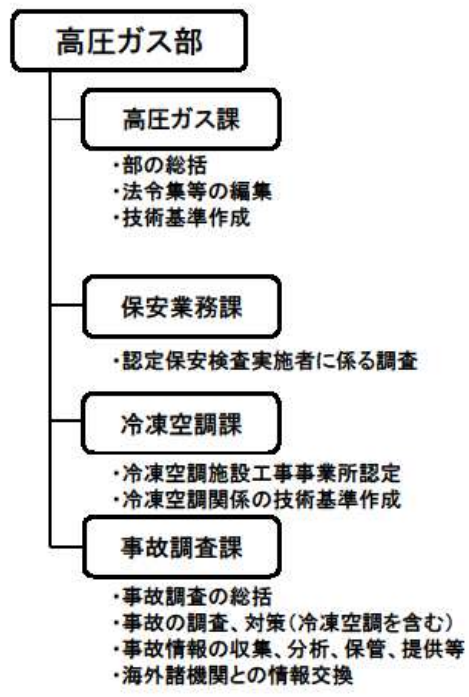 高圧ガス部
高圧ガス課
・部の総括
・法令集等の編集
・技術基準作成
保安業務課
・認定保安検査実施者に係る調査
冷凍空調課
・冷凍空調施設工事事業所認定
・冷凍空調関係の技術基準作成
事故調査課
・事故調査の総括
・事故の調査、対策（冷凍空調を含む）
・事故情報の収集、分析、保管、提供等
・海外諸機関との情報交換